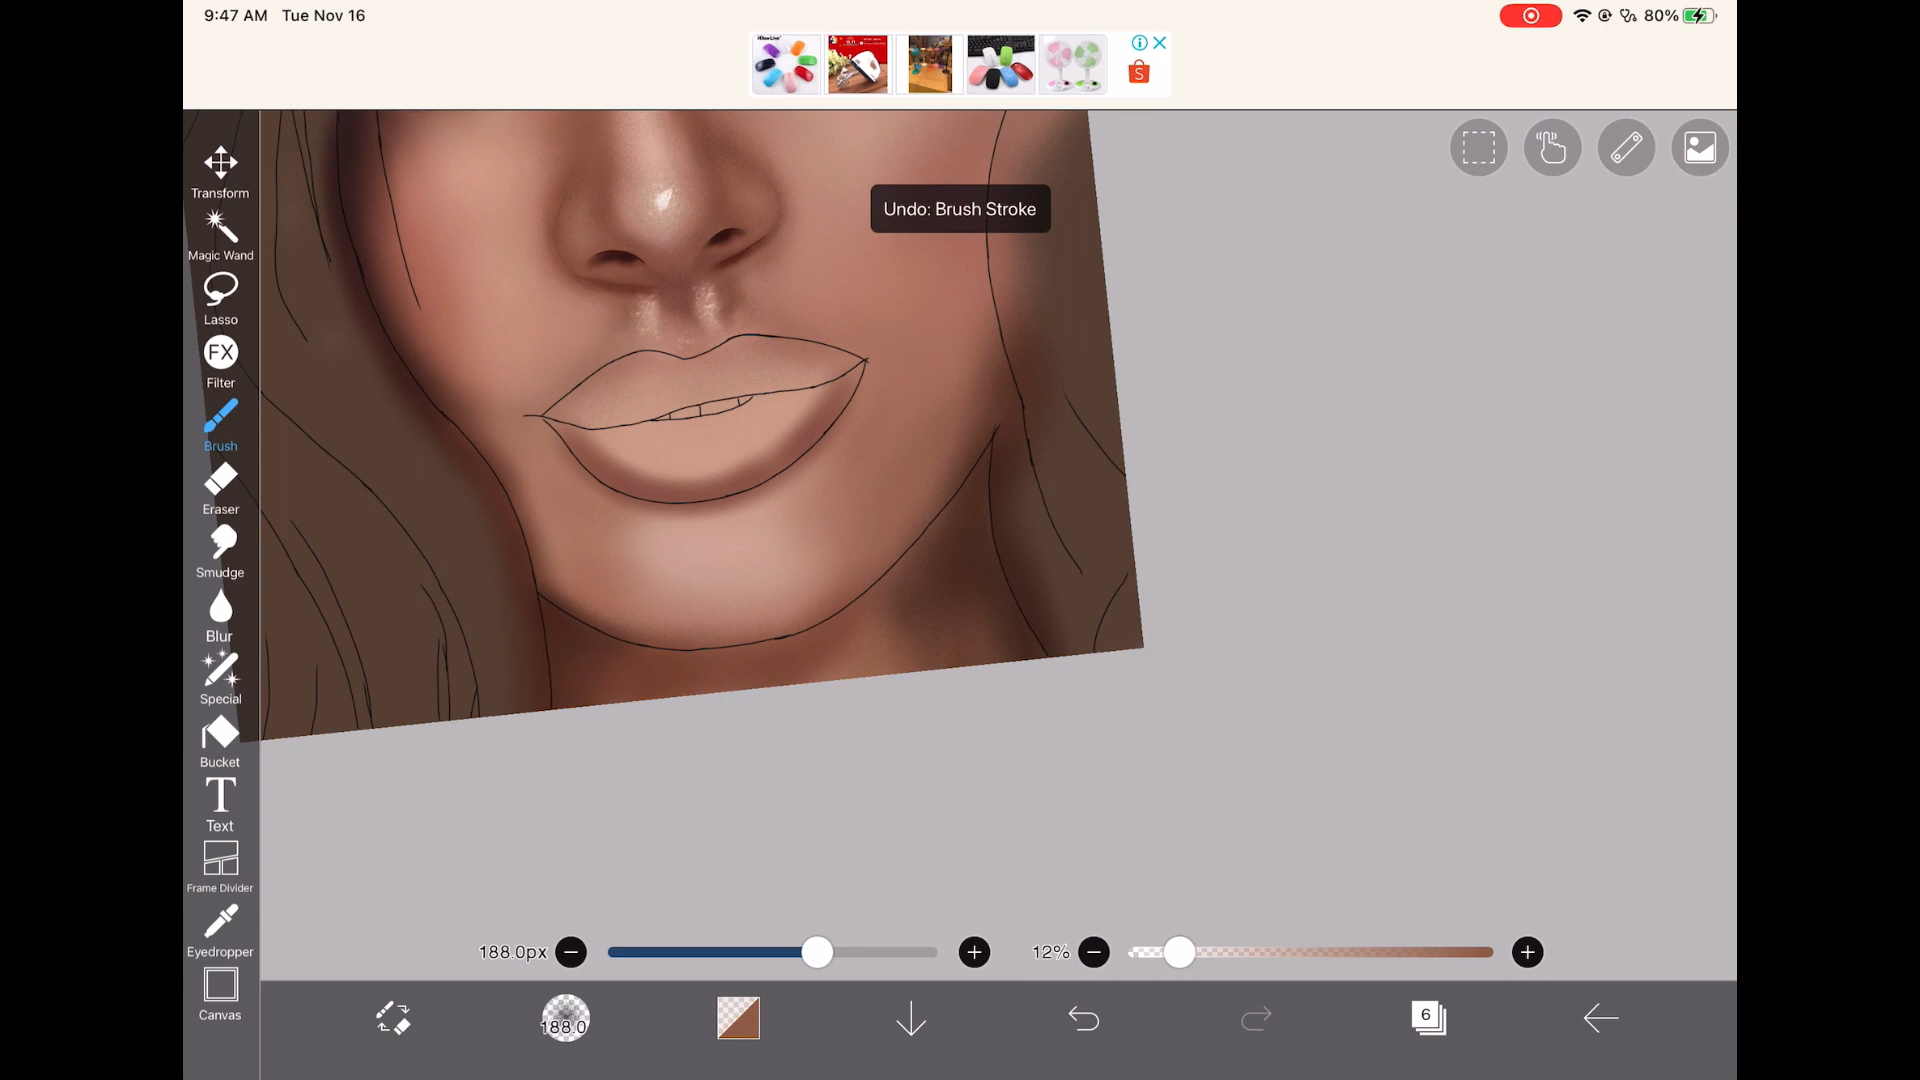 9:47 AM Tue Nov 16
80%
S
Undo: Brush Stroke
Transform
Magic Wand
Lasso
FX
Filter
Brush
Eraser
Smudge
Blur
Special
Bucket
T
Text
Frame Divider
Eyedropper
Canvas
188.0px
12%
188.0
6